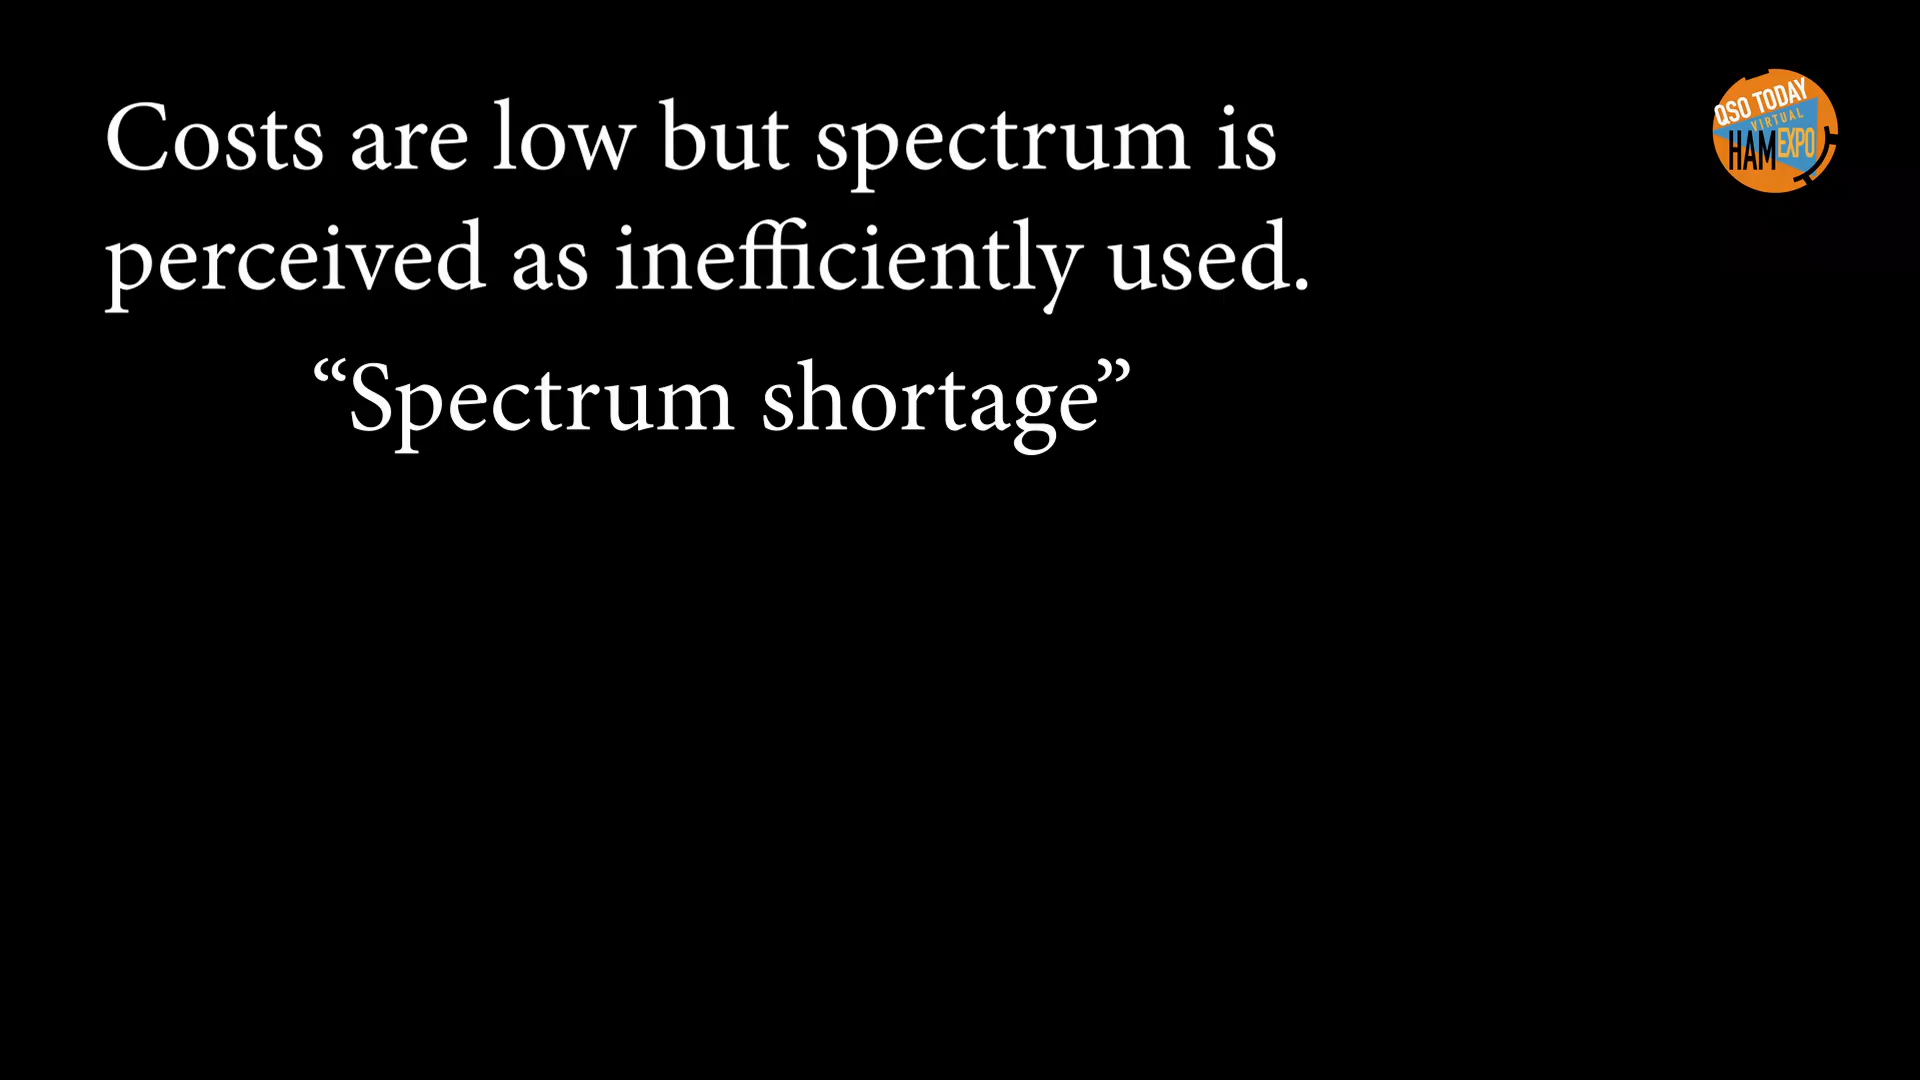 Costs are low but spectrum is
perceived as inefficiently used.
“Spectrum shortage”
QSO TODAY
VIRTUAL
HAM EXPO